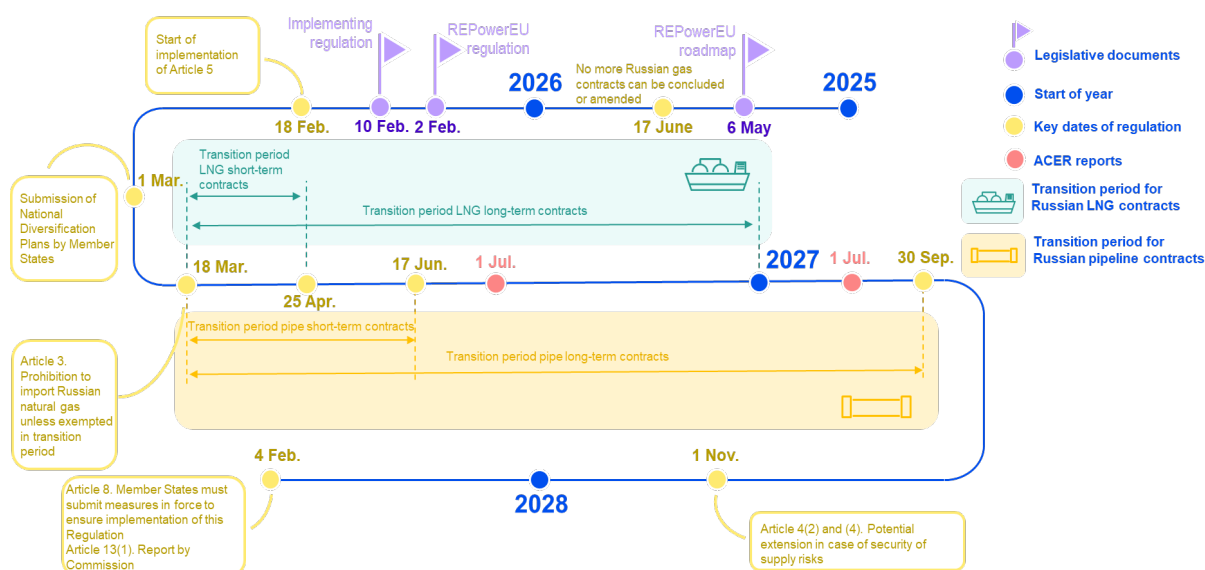 Implementing
regulation
REPowerEU
regulation
REPowerEU
roadmap
Start of
implementation
of Article 5
2026
No more Russian gas
contracts can be concluded
or amended
2025
18 Feb.
10 Feb.
2 Feb.
17 June
6 May
Legislative documents
Start of year
Key dates of regulation
ACER reports
Transition period for
Russian LNG contracts
Transition period for
Russian pipeline contracts
1 Mar.
Submission of
National
Diversification
Plans by Member
States
Transition period
LNG short-term
contracts
Transition period LNG long-term contracts
18 Mar.
25 Apr.
17 Jun.
1 Jul.
2027
1 Jul.
30 Sep.
Transition period pipe short-term contracts
Transition period pipe long-term contracts
Article 3.
Prohibition to
import Russian
natural gas
unless exempted
in transition
period
4 Feb.
2028
1 Nov.
Article 8. Member States must
submit measures in force to
ensure implementation of this
Regulation
Article 13(1). Report by
Commission
Article 4(2) and (4). Potential
extension in case of security of
supply risks